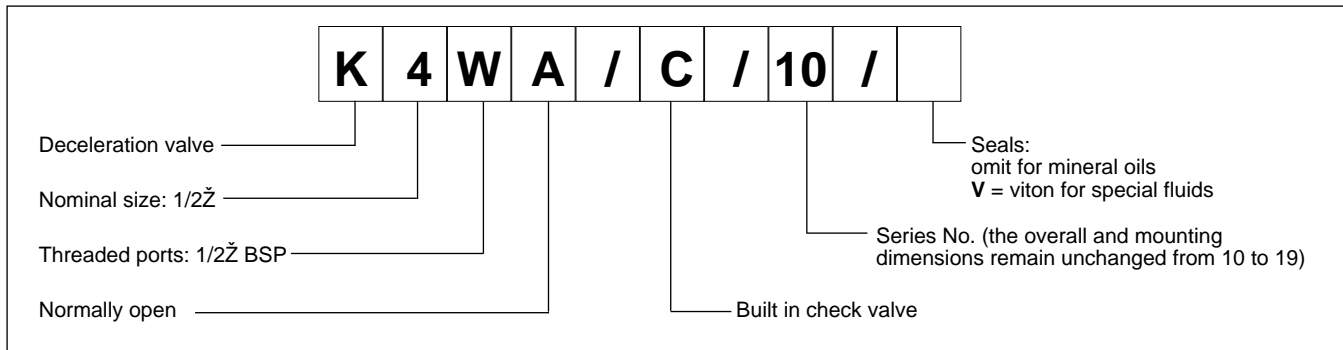 K 4 W A / C / 10 /
Deceleration valve
Nominal size: 1/2Ž
Threaded ports: 1/2Ž BSP
Normally open
Built in check valve
Series No. (the overall and mounting
dimensions remain unchanged from 10 to 19)
Seals:
omit for mineral oils
V = viton for special fluids